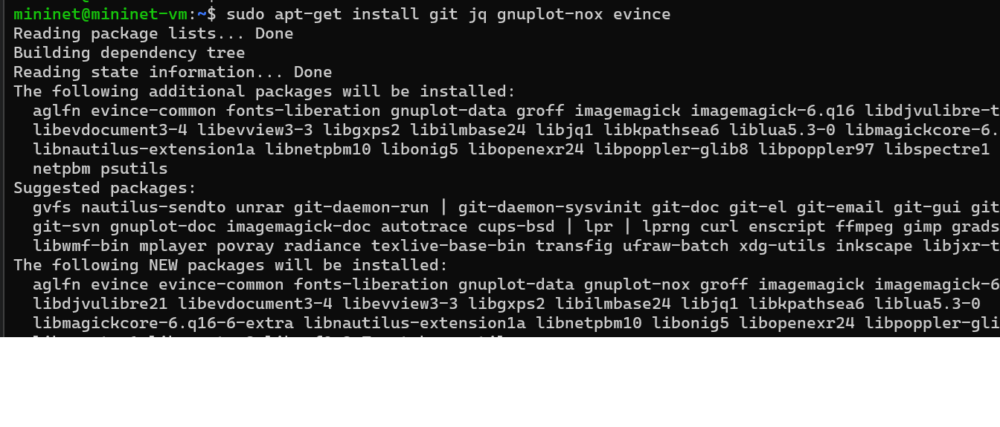 mininet@mininet-vm:~$ sudo apt-get install git jq gnuplot-nox evince
Reading package lists... Done
Building dependency tree
Reading state information... Done
The following additional packages will be installed:
aglfn evince-common fonts-liberation gnuplot-data groff imagemagick imagemagick-6.q16 libdjvulibre-t
libevdocument3-4 libevview3-3 libgxps2 libilmbase24 libjq1 libkpathsea6 liblua5.3-0 libmagickcore-6.
libnautilus-extension1a libnetpbm10 libonig5 libopenexr24 libpoppler-glib8 libpoppler97 libspectre1
netpbm psutils
Suggested packages:
gvfs nautilus-sendto unrar git-daemon-run | git-daemon-sysvinit git-doc git-el git-email git-gui git
git-svn gnuplot-doc imagemagick-doc autotrace cups-bsd | lpr | lprng curl enscript ffmpeg gimp grads
libwmf-bin mplayer povray radiance texlive-base-bin transfig ufraw-batch xdg-utils inkscape libjxr-t
The following NEW packages will be installed:
aglfn evince evince-common fonts-liberation gnuplot-data gnuplot-nox groff imagemagick imagemagick-6
libdjvulibre21 libevdocument3-4 libevview3-3 libgxps2 libilmbase24 libjq1 libkpathsea6 liblua5.3-0
libmagickcore-6.q16-6-extra libnautilus-extension1a libnetpbm10 libonig5 libopenexr24 libpoppler-gli